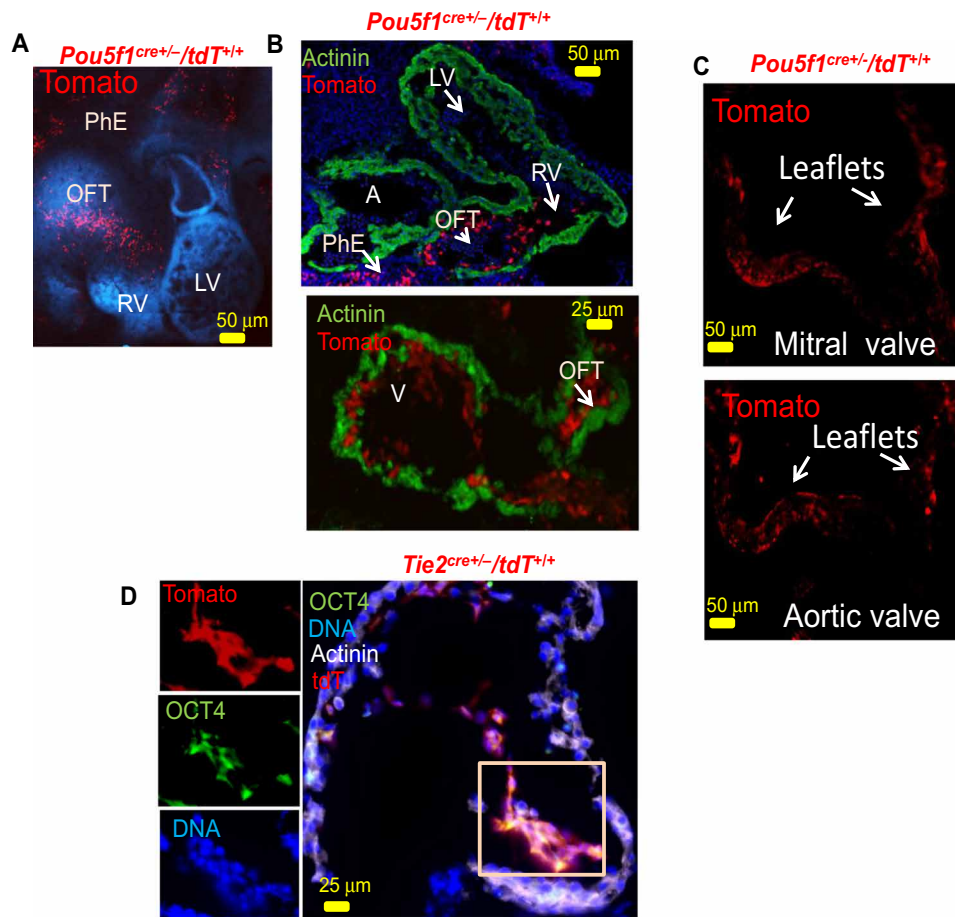 A
Pou5f1cre+/−/tdT+/+
Tomato
PhE
OFT
RV
LV
50 μm
B
Pou5f1cre+/−/tdT+/+
Actinin
Tomato
50 μm
LV
RV
A
OFT
PhE
Actinin
Tomato
25 μm
OFT
V
C
Pou5f1cre+/-/tdT+/+
Tomato
Leaflets
50 μm
Mitral valve
Tomato
Leaflets
50 μm
Aortic valve
D
Tie2cre+/−/tdT+/+
Tomato
OCT4
DNA
OCT4
DNA
Actinin
tdT
25 μm